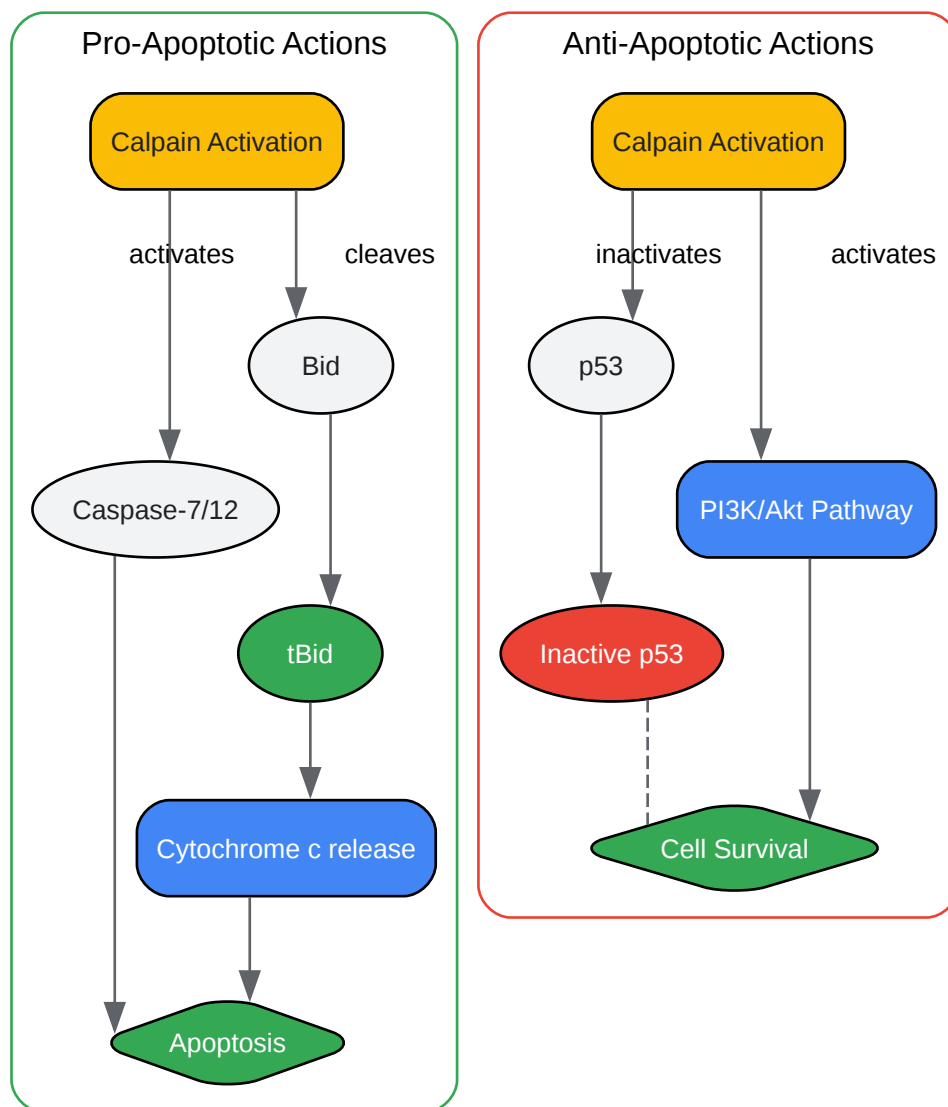 Pro-Apoptotic Actions
Calpain Activation
activates
cleaves
Bid
Caspase-7/12
tBid
Cytochrome c release
Apoptosis
Anti-Apoptotic Actions
Calpain Activation
inactivates
activates
p53
PI3K/Akt Pathway
Inactive p53
Cell Survival